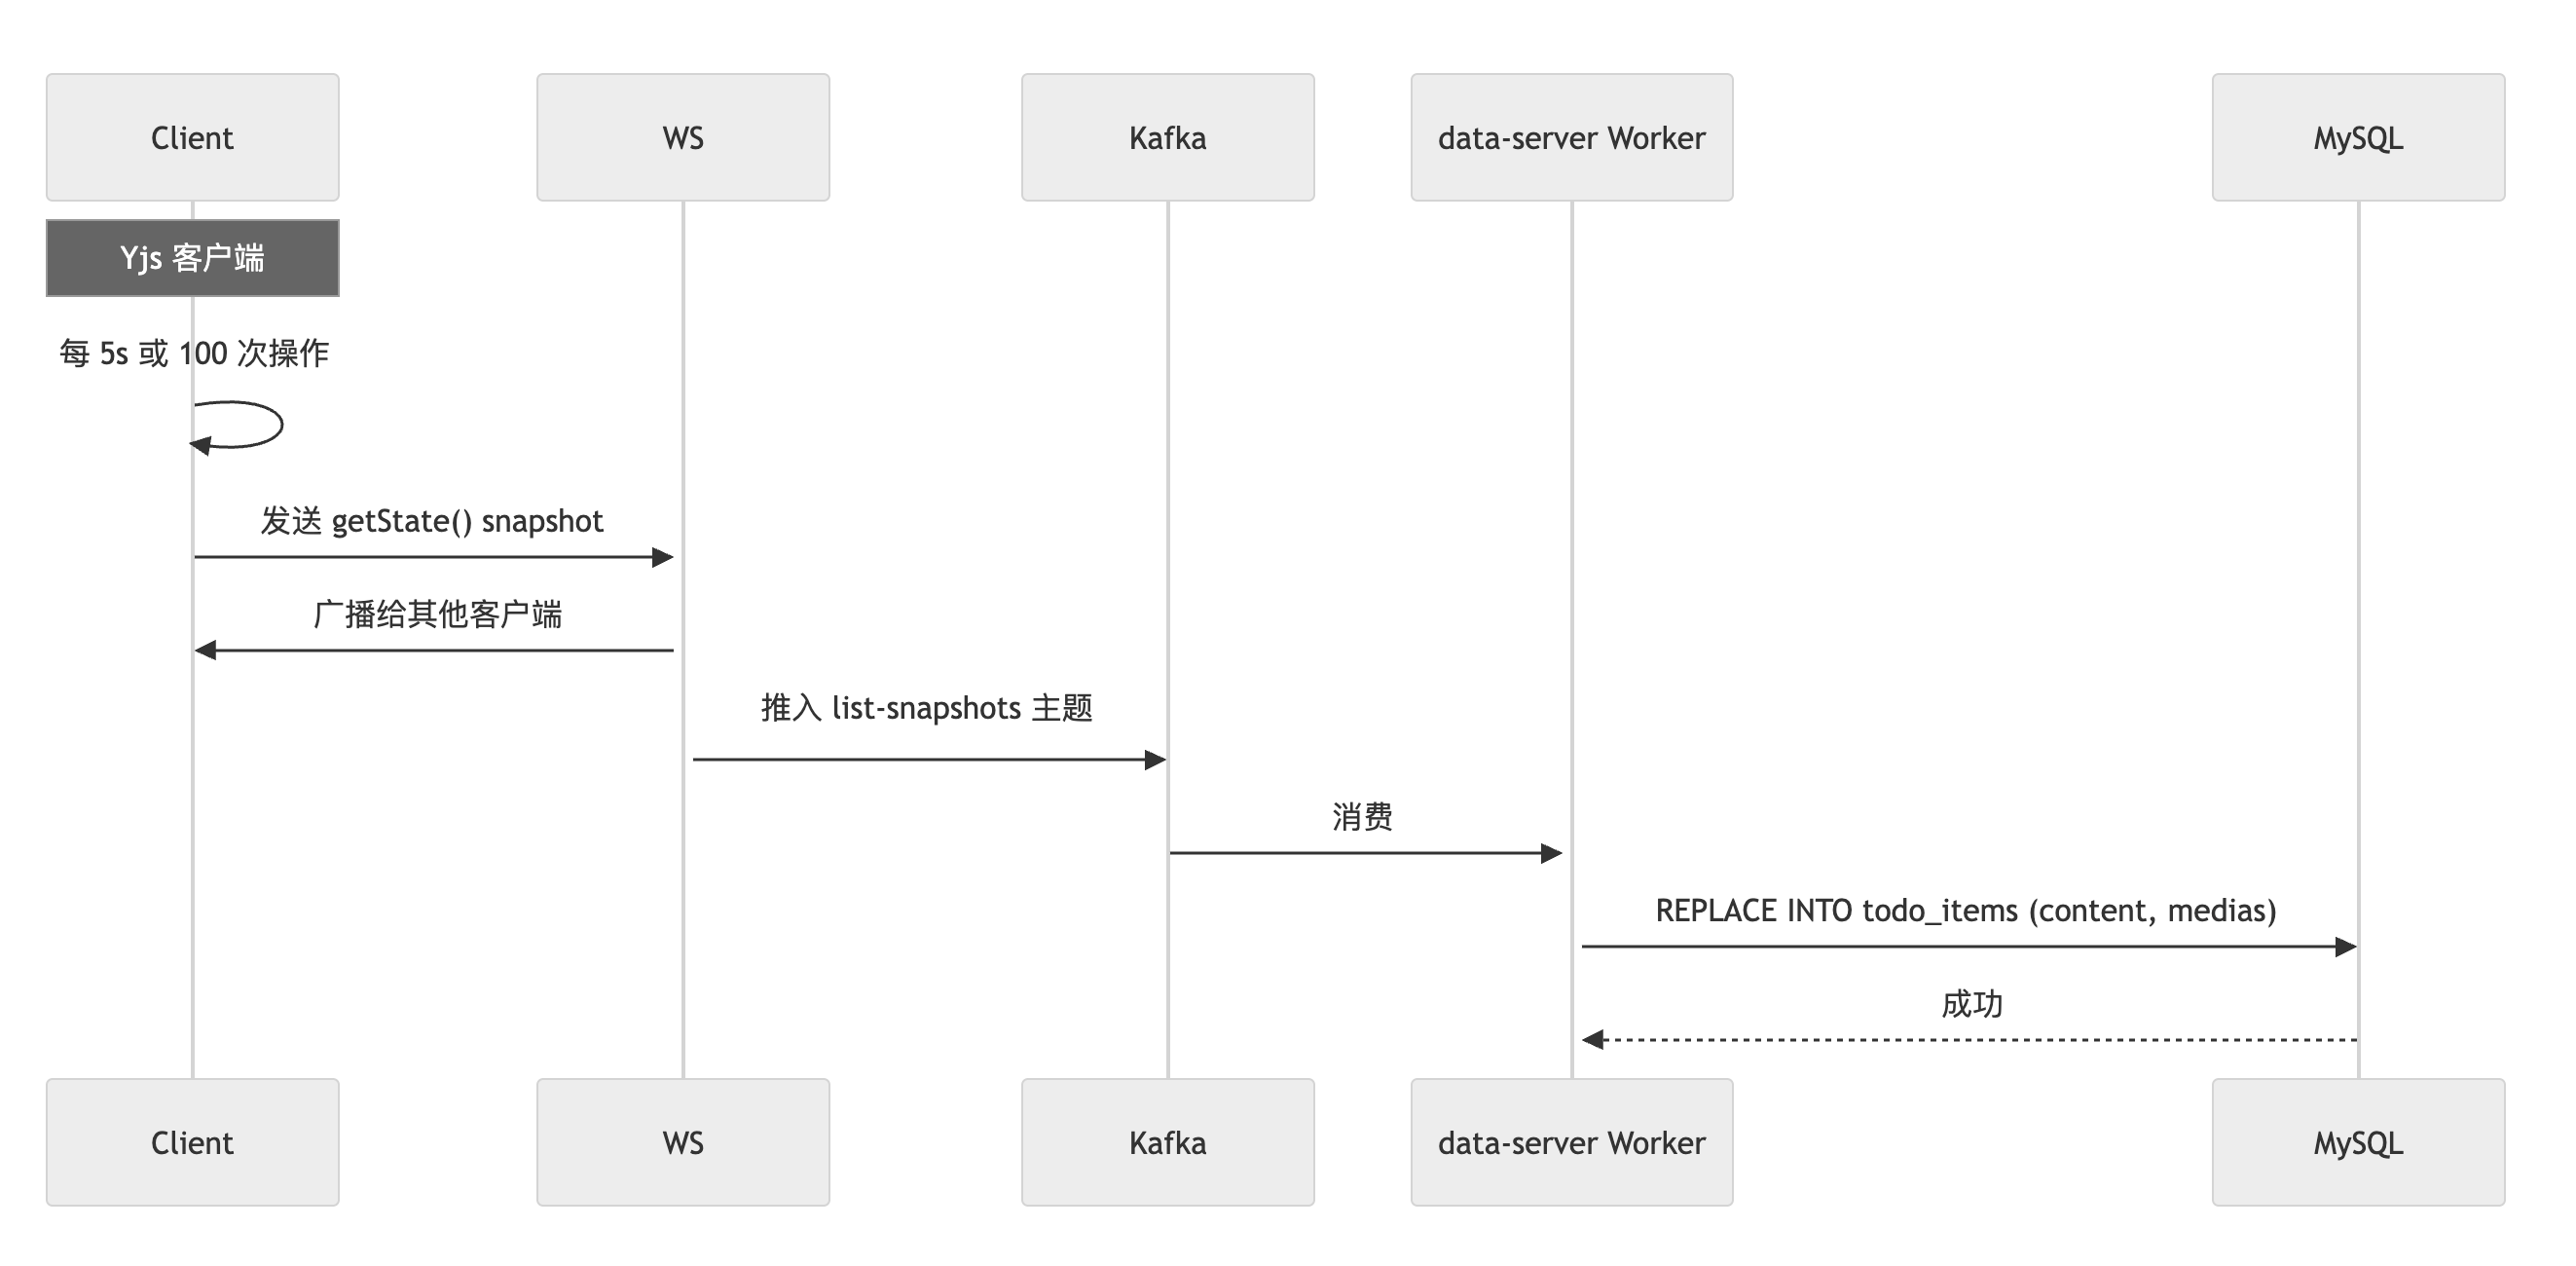 Client
WS
Kafka
data-server Worker
MySQL
Yjs 客户端
每 5s 或 100 次操作
发送 getState() snapshot
广播给其他客户端
推入 list-snapshots 主题
消费
REPLACE INTO todo_items (content, medias)
成功
Client
WS
Kafka
data-server Worker
MySQL